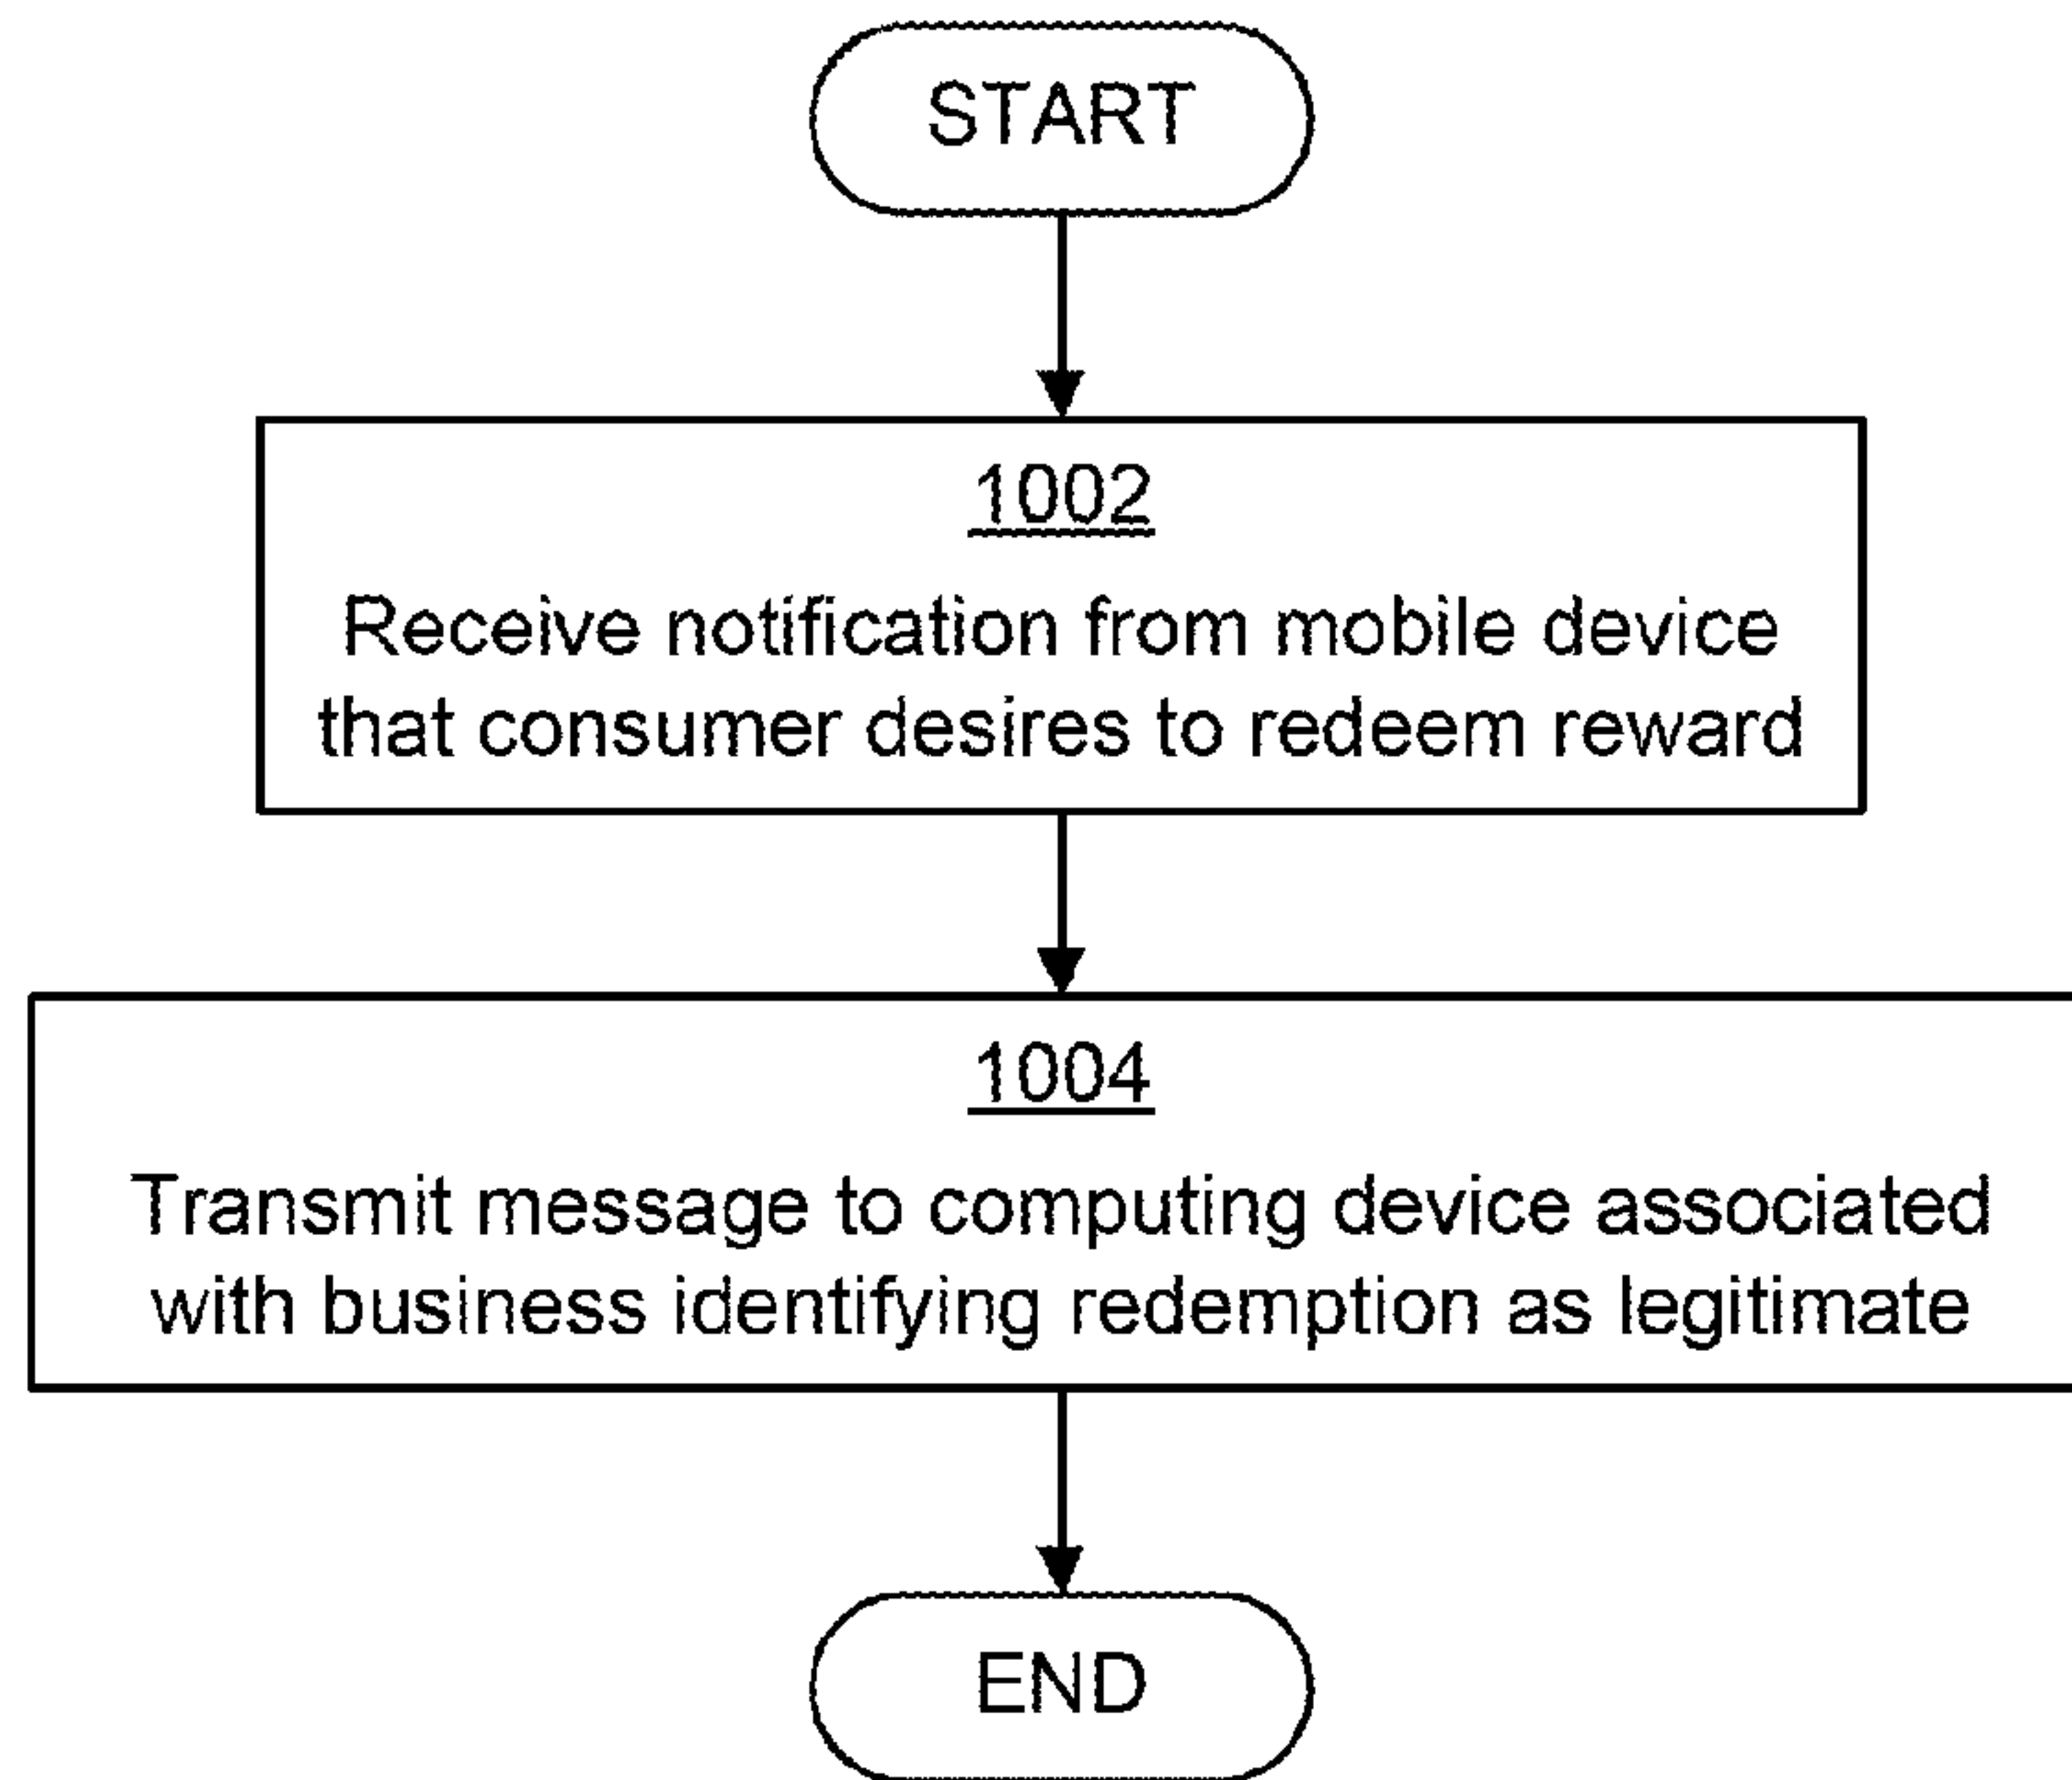 START
1002
Receive notification from mobile device
that consumer desires to redeem reward
1004
Transmit message to computing device associated
with business identifying redemption as legitimate
END